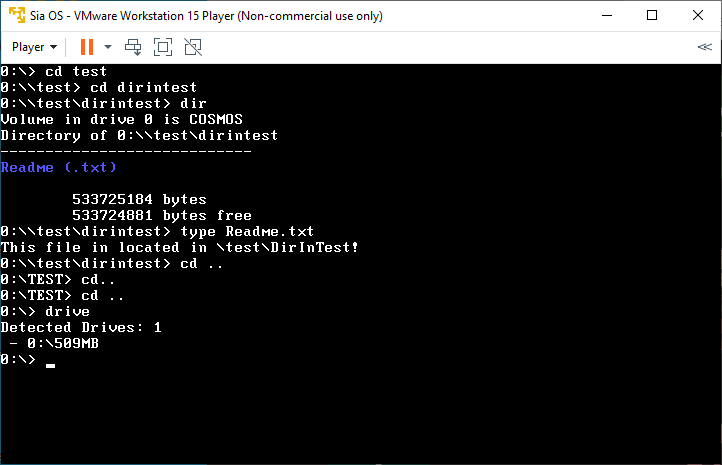 Sia OS - VMware Workstation 15 Player (Non-commercial use only)
Player
0:\> cd test
0:\\test> cd dirintest
0:\\test\dirintest> dir
Volume in drive 0 is COSMOS
Directory of 0:\\test\dirintest
----------------------------
Readme (.txt)
533725184 bytes
533724881 bytes free
0:\\test\dirintest> type Readme.txt
This file in located in \test\DirInTest!
0:\\test\dirintest> cd ..
0:\TEST> cd..
0:\TEST> cd ..
0:\> drive
Detected Drives: 1
- 0:\509MB
0:\> _